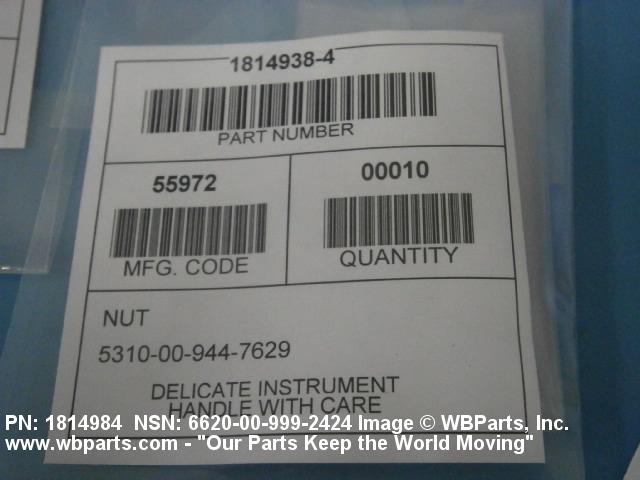 1814938-4
PART NUMBER
55972
00010
MFG. CODE
QUANTITY
NUT
5310-00-944-7629
DELICATE INSTRUMENT
HANDLE WITH CARE
PN: 1814984 NSN: 6620-00-999-2424 Image © WBParts, Inc.
www.wbparts.com - "Our Parts Keep the World Moving"